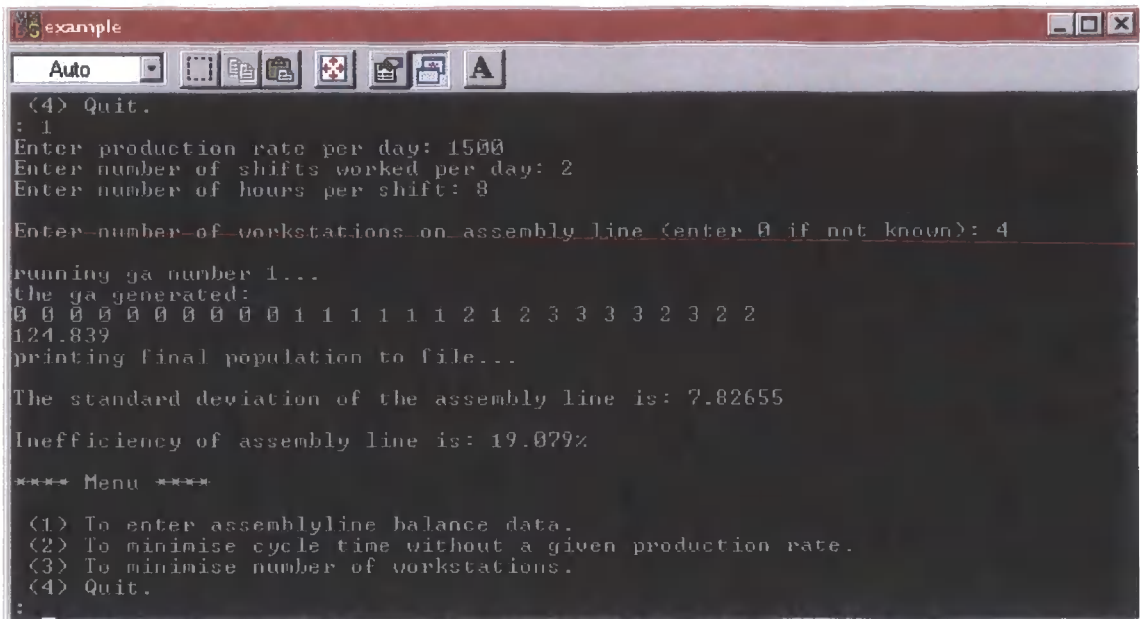 example
Auto
A
(4) Quit.
: 1
Enter production rate per day: 1500
Enter number of shifts worked per day: 2
Enter number of hours per shift: 8
Enter number of workstations on assembly line (enter 0 if not known): 4
running ga number 1...
the ga generated:
0 0 0 0 0 0 0 0 0 0 1 1 1 1 1 1 2 1 2 3 3 3 3 2 3 2 2
124.839
printing final population to file...
The standard deviation of the assembly line is: 7.82655
Inefficiency of assembly line is: 19.079%
**** Menu ****
(1) To enter assemblyline balance data.
(2) To minimise cycle time without a given production rate.
(3) To minimise number of workstations.
(4) Quit.
: